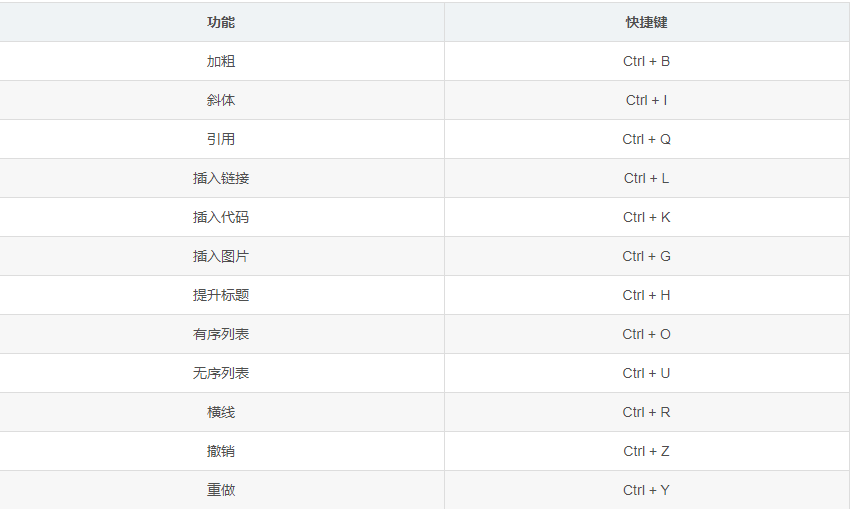 功能 快捷键
加粗 Ctrl + B
斜体 Ctrl + I
引用 Ctrl + Q
插入链接 Ctrl + L
插入代码 Ctrl + K
插入图片 Ctrl + G
提升标题 Ctrl + H
有序列表 Ctrl + O
无序列表 Ctrl + U
横线 Ctrl + R
撤销 Ctrl + Z
重做 Ctrl + Y